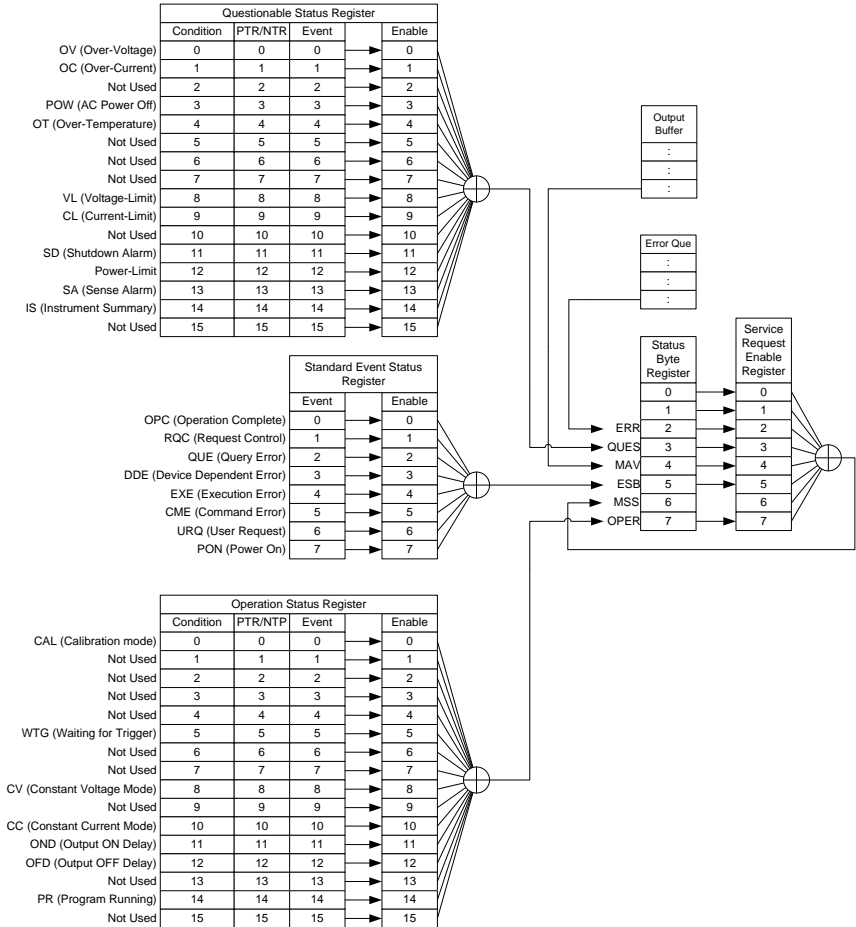 Questionable Status Register
Condition PTR/NTR Event Enable
OV (Over-Voltage) 0 0 0 0
OC (Over-Current) 1 1 1 1
Not Used 2 2 2 2
POW (AC Power Off) 3 3 3 3
OT (Over-Temperature) 4 4 4 4
Not Used 5 5 5 5
Not Used 6 6 6 6
Not Used 7 7 7 7
VL (Voltage-Limit) 8 8 8 8
CL (Current-Limit) 9 9 9 9
Not Used 10 10 10 10
SD (Shutdown Alarm) 11 11 11 11
Power-Limit 12 12 12 12
SA (Sense Alarm) 13 13 13 13
IS (Instrument Summary) 14 14 14 14
Not Used 15 15 15 15
Output
Buffer
:
:
:
Error Que
:
:
:
Standard Event Status
Register
Event Enable
OPC (Operation Complete) 0 0
RQC (Request Control) 1 1
QUE (Query Error) 2 2
DDE (Device Dependent Error) 3 3
EXE (Execution Error) 4 4
CME (Command Error) 5 5
URQ (User Request) 6 6
PON (Power On) 7 7
Status
Byte
Register
Service
Request
Enable
Register
0 0
1 1
ERR 2 2
QUES 3 3
MAV 4 4
ESB 5 5
MSS 6 6
OPER 7 7
Operation Status Register
Condition PTR/NTP Event Enable
CAL (Calibration mode) 0 0 0 0
Not Used 1 1 1 1
Not Used 2 2 2 2
Not Used 3 3 3 3
Not Used 4 4 4 4
WTG (Waiting for Trigger) 5 5 5 5
Not Used 6 6 6 6
Not Used 7 7 7 7
CV (Constant Voltage Mode) 8 8 8 8
Not Used 9 9 9 9
CC (Constant Current Mode) 10 10 10 10
OND (Output ON Delay) 11 11 11 11
OFD (Output OFF Delay) 12 12 12 12
Not Used 13 13 13 13
PR (Program Running) 14 14 14 14
Not Used 15 15 15 15